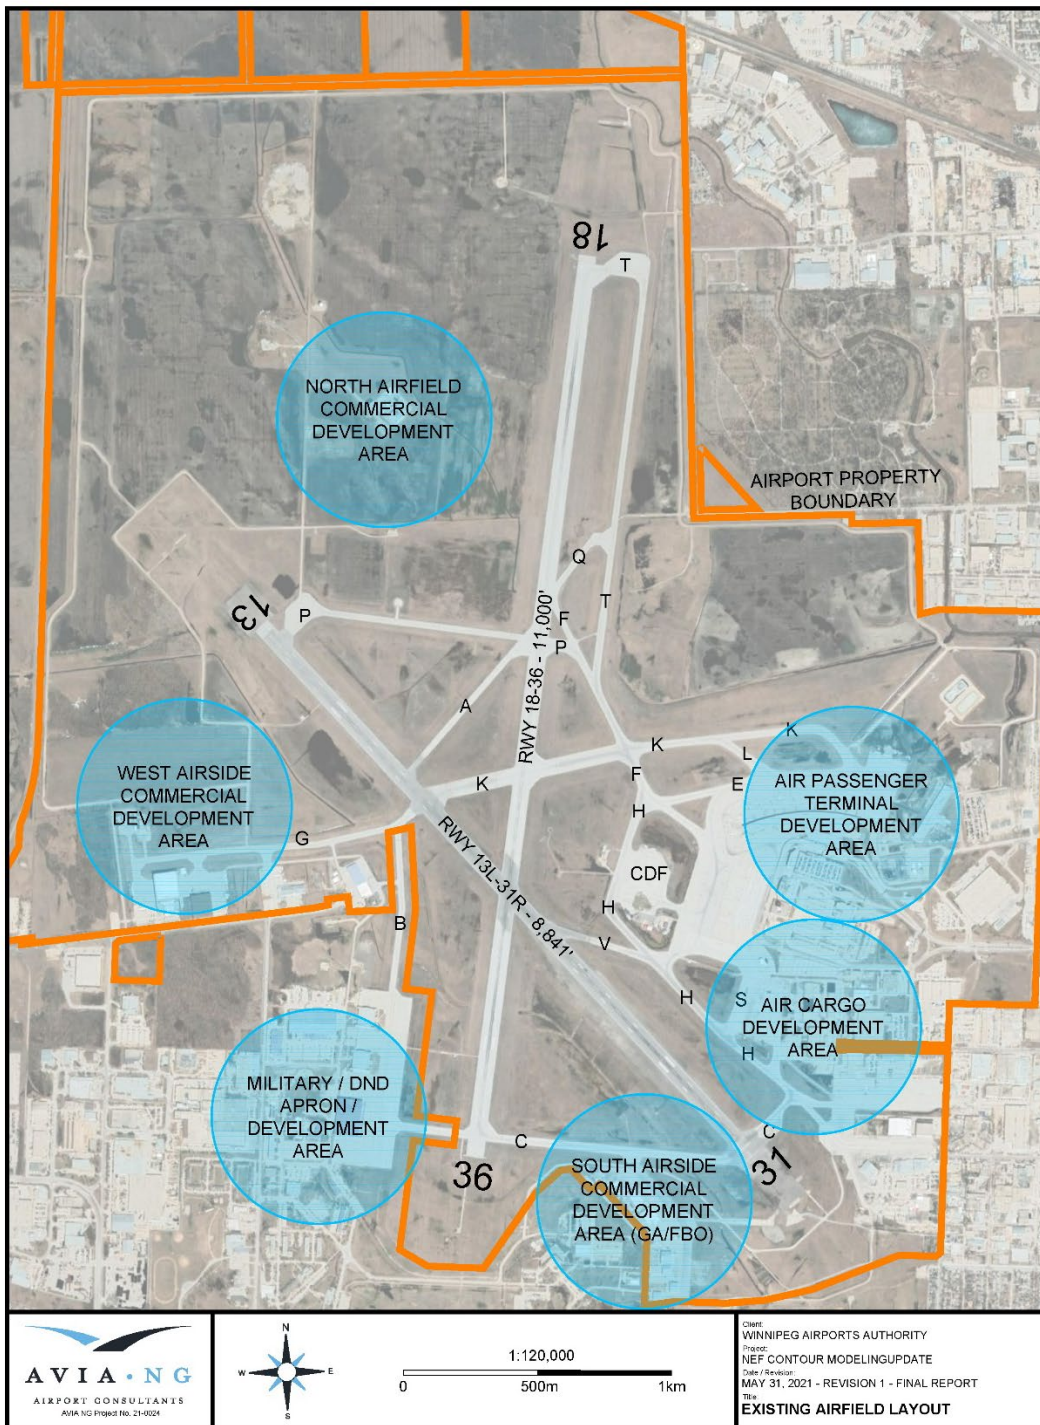 18
T
NORTH AIRFIELD
COMMERCIAL
DEVELOPMENT
AREA
AIRPORT PROPERTY
BOUNDARY
Q
T
13
P
F
P
RWY 18-36 - 11,000'
A
K
K
L
F
E
K
H
WEST AIRSIDE
COMMERCIAL
DEVELOPMENT
AREA
AIR PASSENGER
TERMINAL
DEVELOPMENT
AREA
G
RWY 13L-31R - 8,841'
CDF
H
B
V
H
S
AIR CARGO
DEVELOPMENT
AREA
H
MILITARY / DND
APRON /
DEVELOPMENT
AREA
C
C
36
31
SOUTH AIRSIDE
COMMERCIAL
DEVELOPMENT
AREA (GA/FBO)
AVIA • NG
AIRPORT CONSULTANTS
AVIA NG Project No. 21-0024
N
W
E
S
1:120,000
0
500m
1km
Client:
WINNIPEG AIRPORTS AUTHORITY
Project:
NEF CONTOUR MODELINGUPDATE
Date / Revision:
MAY 31, 2021 - REVISION 1 - FINAL REPORT
Title:
EXISTING AIRFIELD LAYOUT